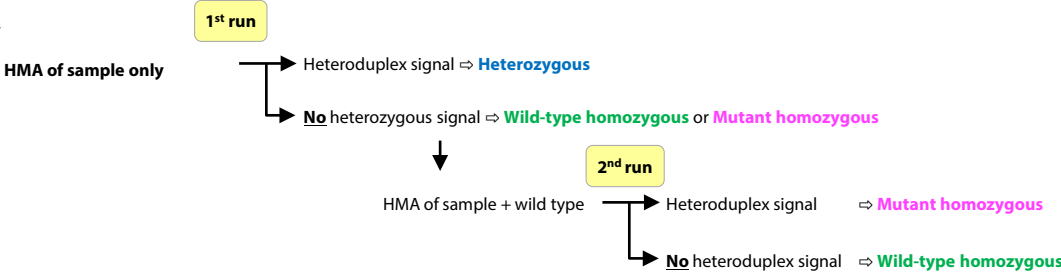 1st run
HMA of sample only
Heteroduplex signal ⇨ Heterozygous
No heterozygous signal ⇨ Wild-type homozygous or Mutant homozygous
2nd run
HMA of sample + wild type
Heteroduplex signal ⇨ Mutant homozygous
No heteroduplex signal ⇨ Wild-type homozygous